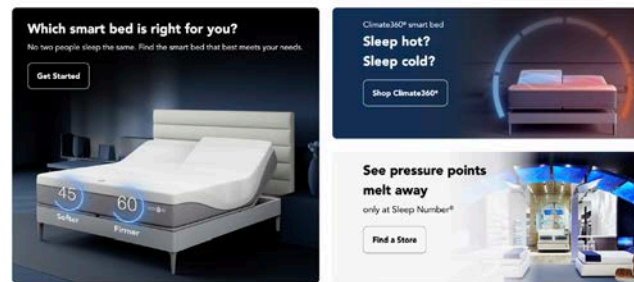 Which smart bed is right for you?
No two people sleep the same. Find the smart bed that best meets your needs.
Get Started
45
60
Softer
Firmer
Climate360® smart bed
Sleep hot?
Sleep cold?
Shop Climate360®
See pressure points
melt away
only at Sleep Number®
Find a Store